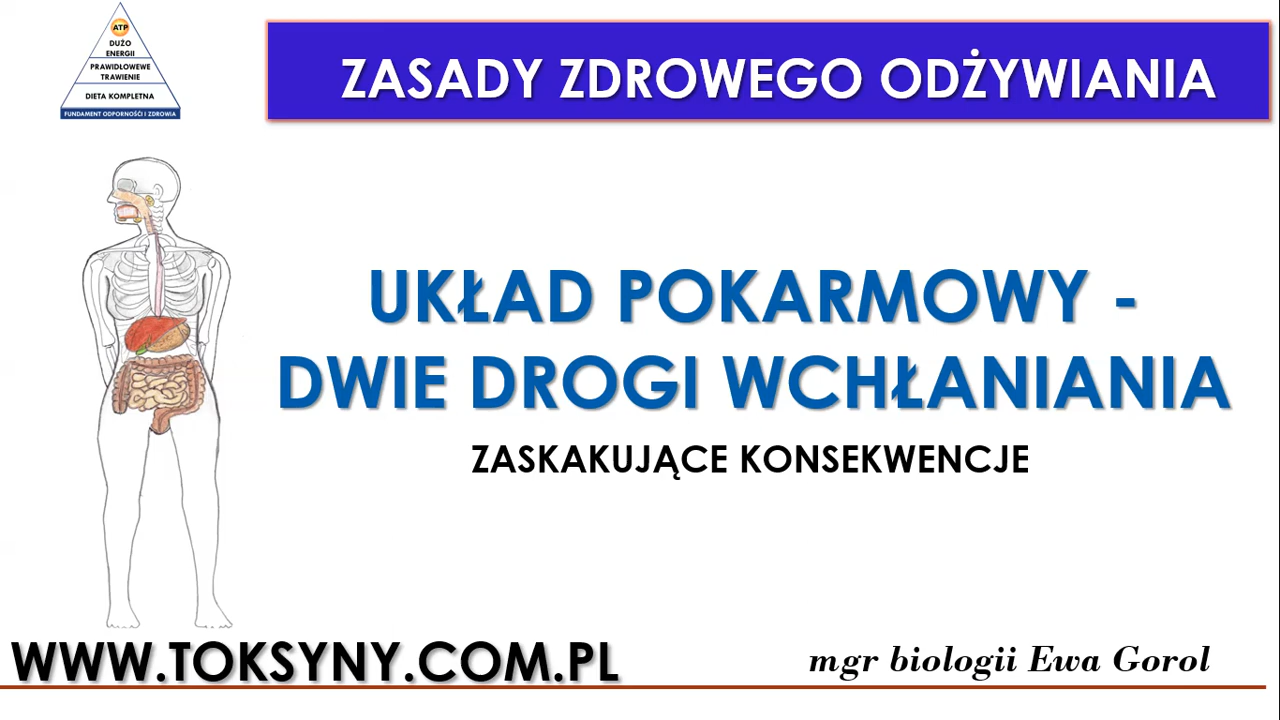 ATP
DUŻO
ENERGII
PRAWIDŁOWEWE
TRAWIENIE
DIETA KOMPLETNA
FUNDAMENT ODPORNOŚCI I ZDROWIA
ZASADY ZDROWEGO ODŻYWIANIA
UKŁAD POKARMOWY -
DWIE DROGI WCHŁANIANIA
ZASKAKUJĄCE KONSEKWENCJE
WWW.TOKSYNY.COM.PL
mgr biologii Ewa Gorol